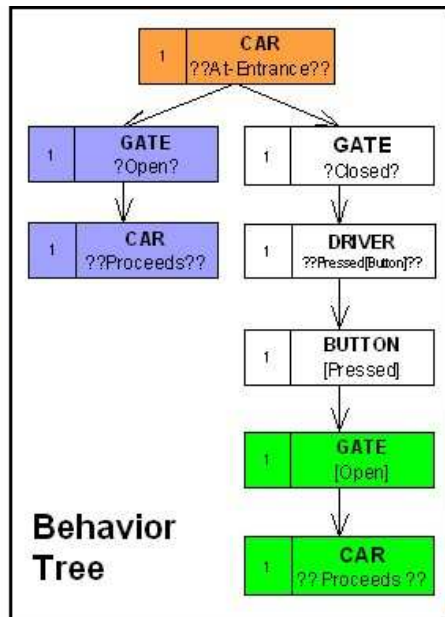 1
CAR
??At-Entrance??
1
GATE
?Open?
1
GATE
?Closed?
1
CAR
??Proceeds??
1
DRIVER
??Pressed[Button]??
1
BUTTON
[Pressed]
1
GATE
[Open]
1
CAR
?? Proceeds ??
Behavior
Tree